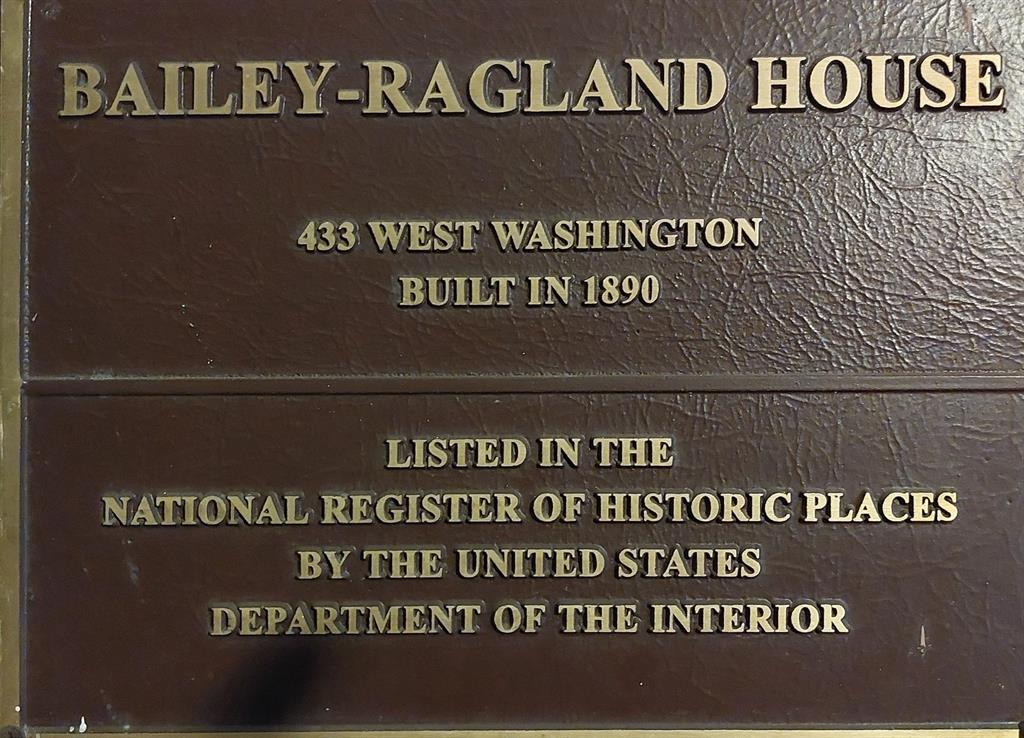 BAILEY-RAGLAND HOUSE
433 WEST WASHINGTON
BUILT IN 1890
LISTED IN THE
NATIONAL REGISTER OF HISTORIC PLACES
BY THE UNITED STATES
DEPARTMENT OF THE INTERIOR